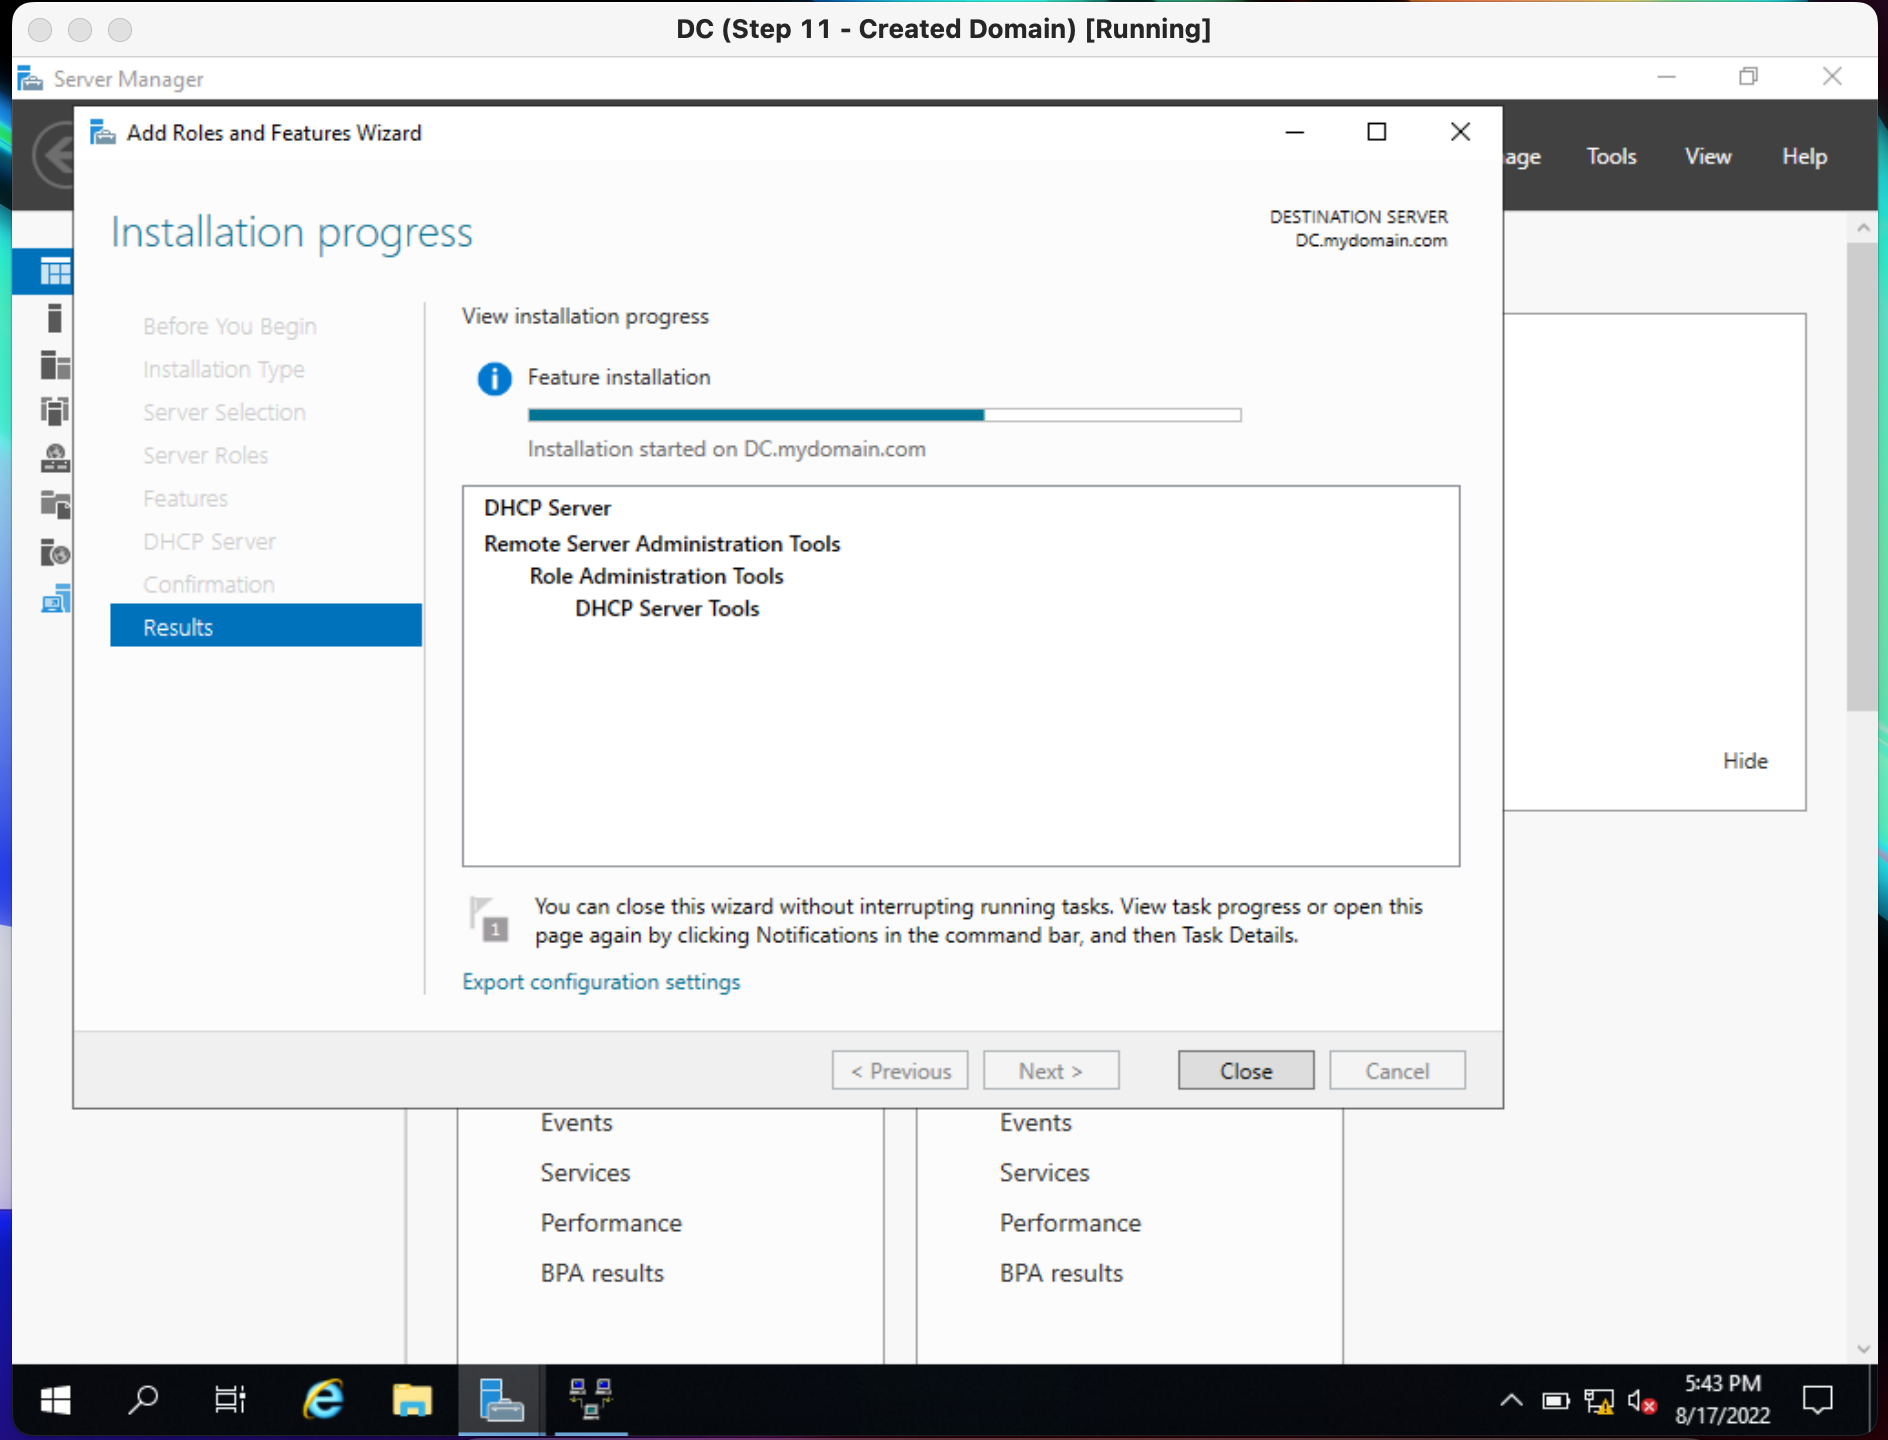 DC (Step 11 - Created Domain) [Running]
Server Manager
Add Roles and Features Wizard
Tools
View
Help
Installation progress
DESTINATION SERVER
DC.mydomain.com
Before You Begin
Installation Type
Server Selection
Server Roles
Features
DHCP Server
Confirmation
Results
View installation progress
Feature installation
Installation started on DC.mydomain.com
DHCP Server
Remote Server Administration Tools
Role Administration Tools
DHCP Server Tools
Hide
1
You can close this wizard without interrupting running tasks. View task progress or open this
page again by clicking Notifications in the command bar, and then Task Details.
Export configuration settings
< Previous
Next >
Close
Cancel
Events
Services
Performance
BPA results
Events
Services
Performance
BPA results
5:43 PM
8/17/2022